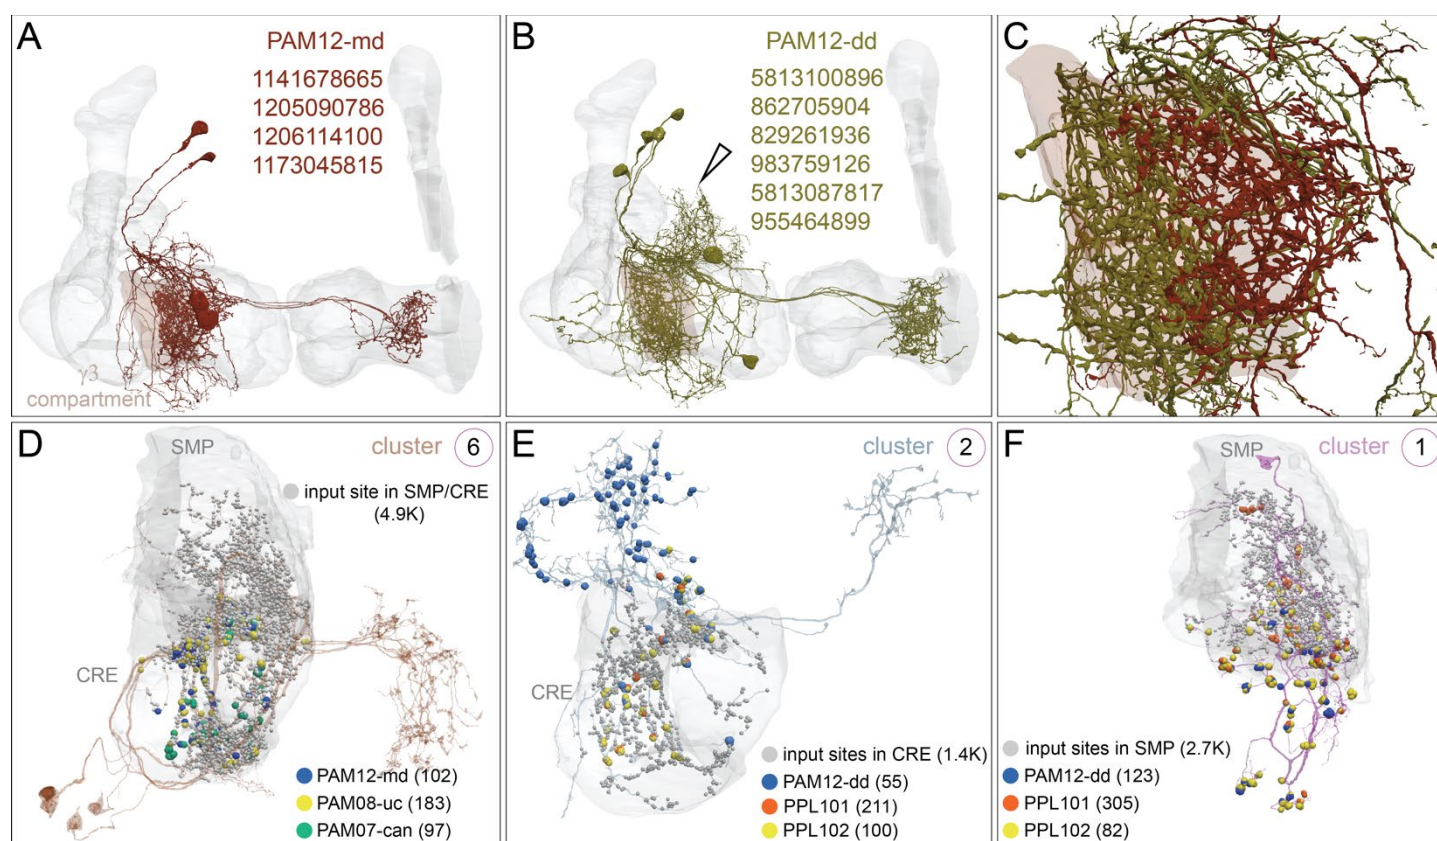 A
PAM12-md
1141678665
1205090786
1206114100
1173045815
γ3
compartment
B
PAM12-dd
5813100896
862705904
829261936
983759126
5813087817
955464899
C
D
SMP
cluster 6
input site in SMP/CRE
(4.9K)
CRE
PAM12-md (102)
PAM08-uc (183)
PAM07-can (97)
E
cluster 2
CRE
input sites in CRE (1.4K)
PAM12-dd (55)
PPL101 (211)
PPL102 (100)
F
SMP
cluster 1
input sites in SMP (2.7K)
PAM12-dd (123)
PPL101 (305)
PPL102 (82)